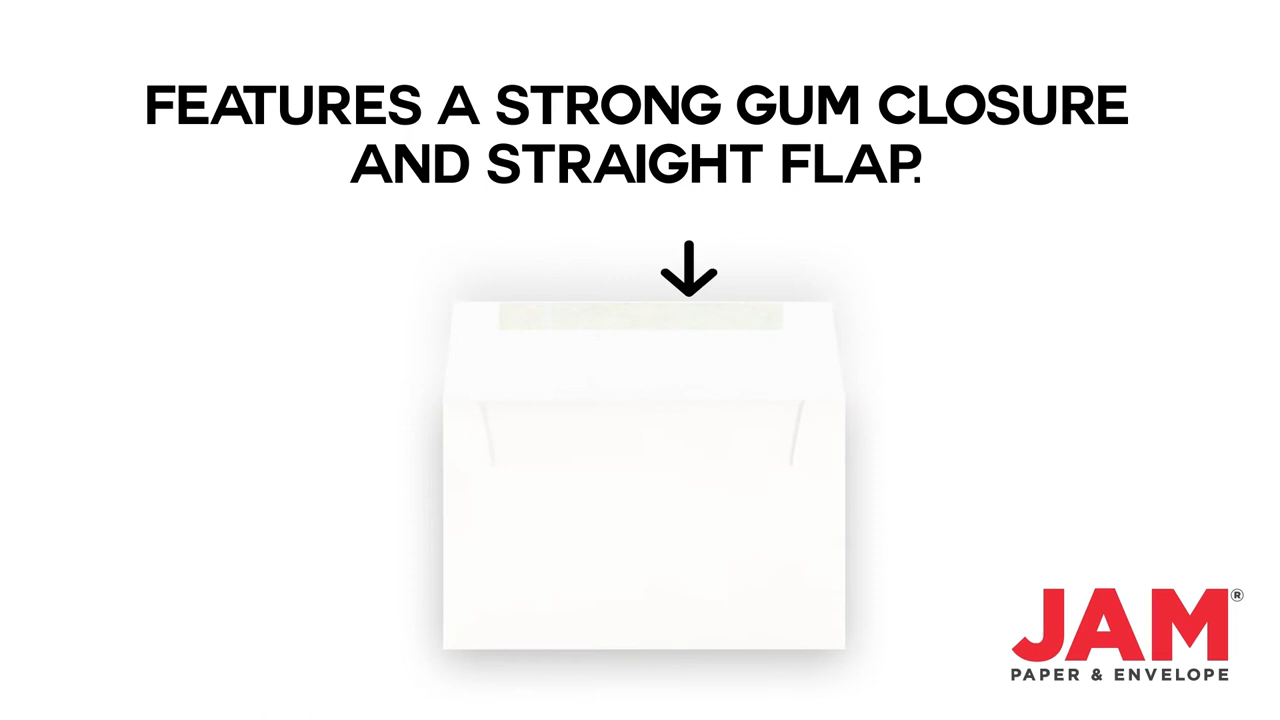 FEATURES A STRONG GUM CLOSURE
AND STRAIGHT FLAP.
JAM®
PAPER & ENVELOPE